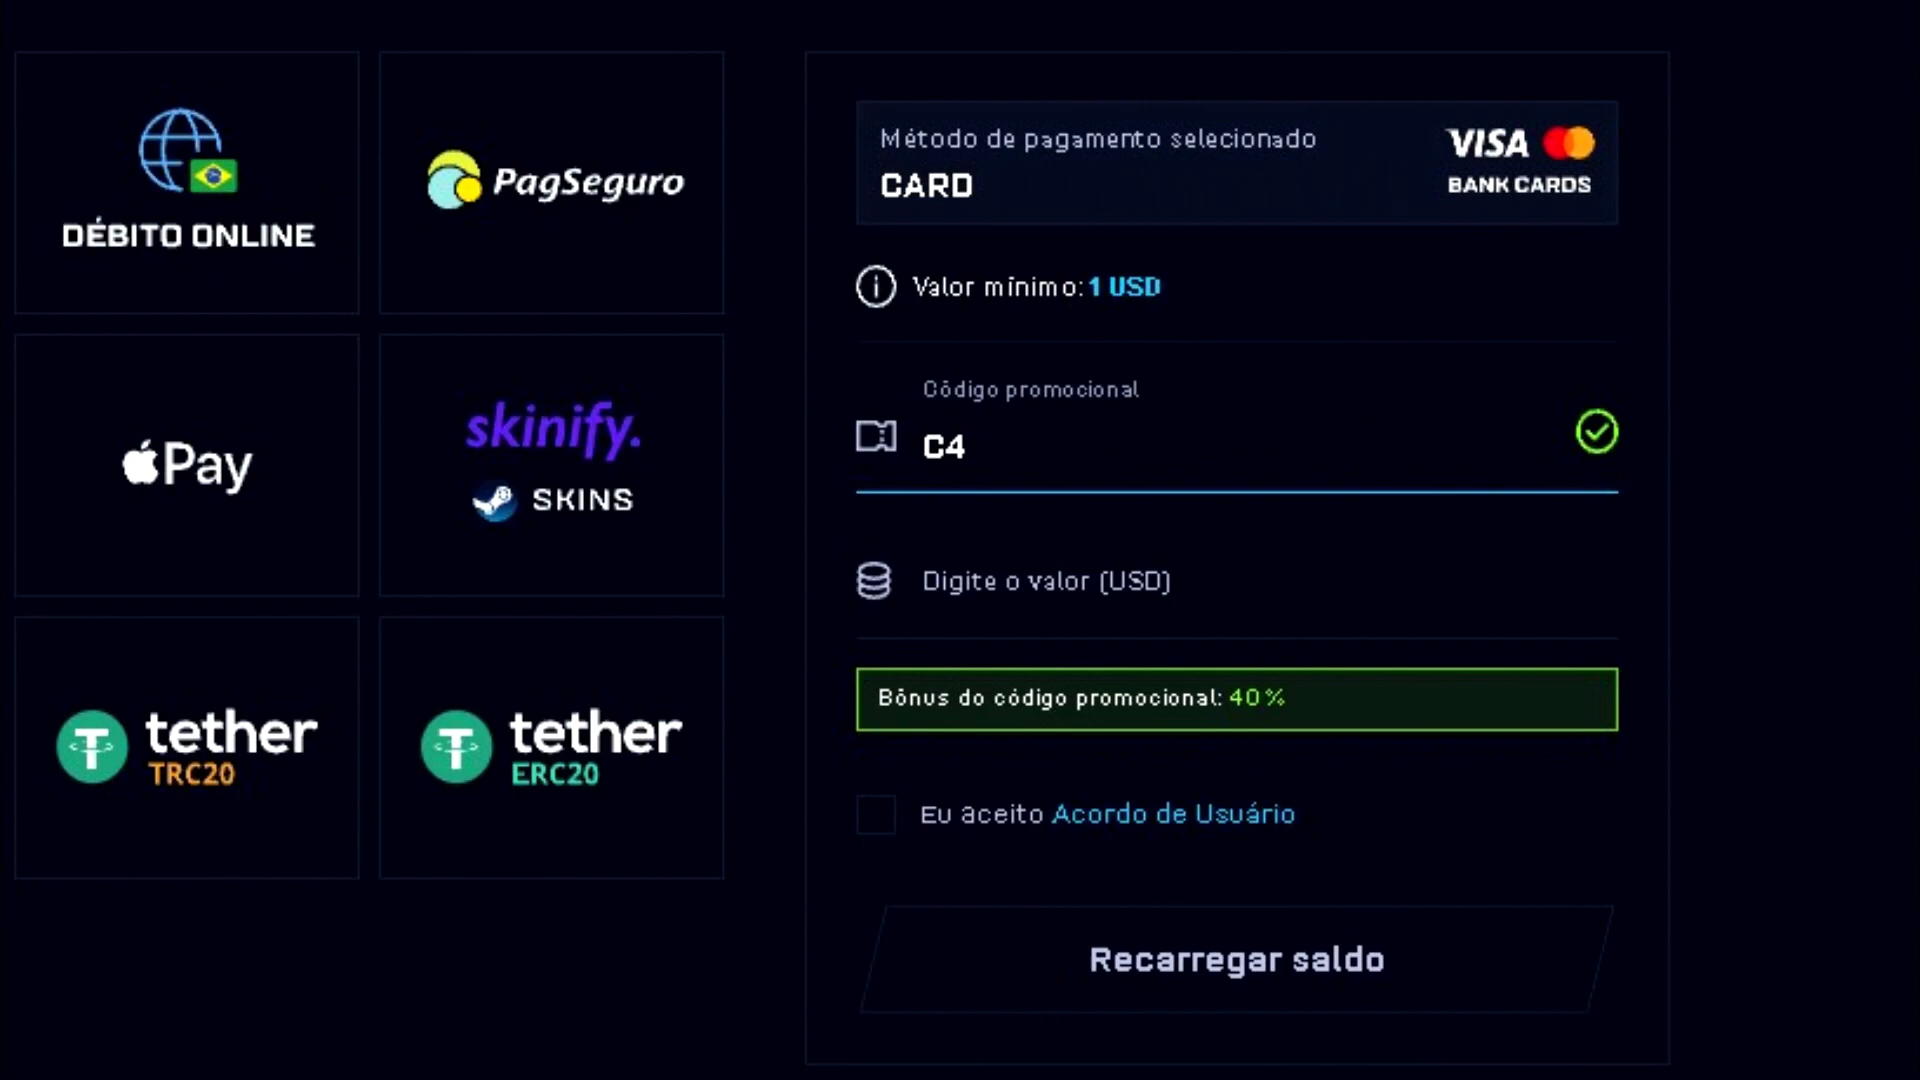 DÉBITO ONLINE
PagSeguro
Pay
skinify.
SKINS
tether
TRC20
tether
ERC20
Método de pagamento selecionado
CARD
VISA
BANK CARDS
Valor mínimo: 1 USD
Código promocional
C4
Digite o valor (USD)
Bônus do código promocional: 40%
Eu aceito Acordo de Usuário
Recarregar saldo